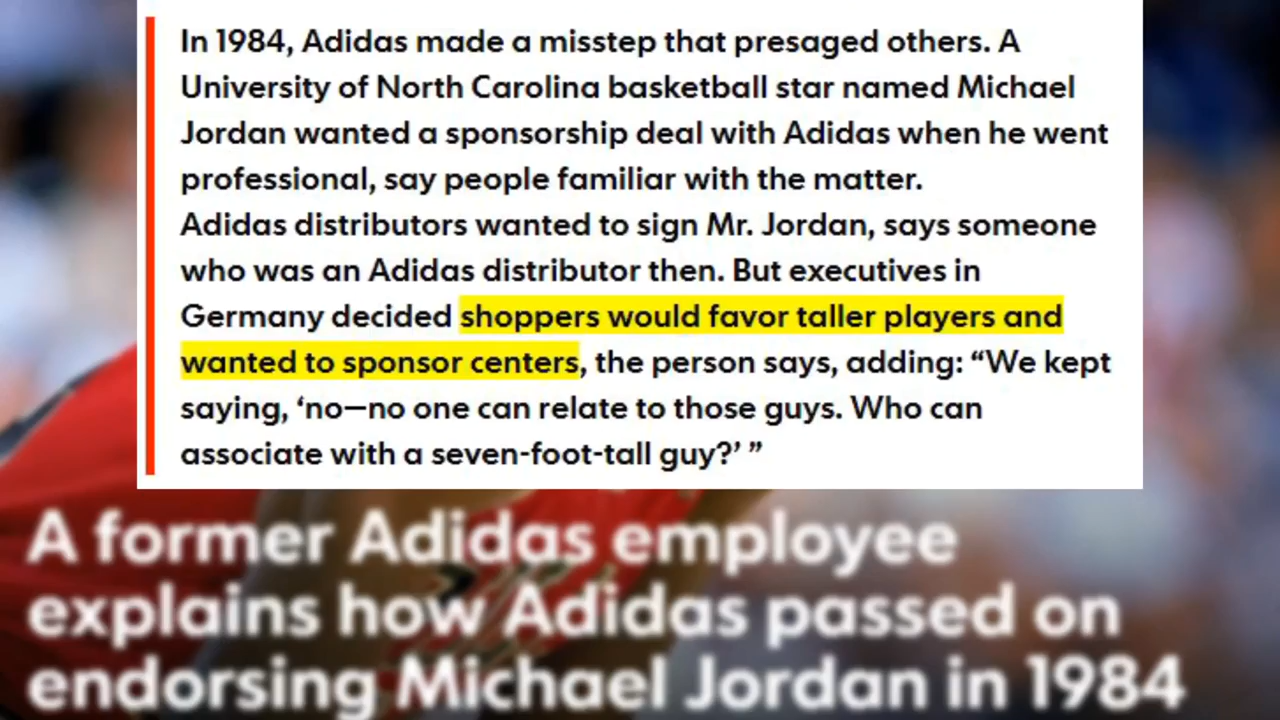 In 1984, Adidas made a misstep that presaged others. A
University of North Carolina basketball star named Michael
Jordan wanted a sponsorship deal with Adidas when he went
professional, say people familiar with the matter.
Adidas distributors wanted to sign Mr. Jordan, says someone
who was an Adidas distributor then. But executives in
Germany decided shoppers would favor taller players and
wanted to sponsor centers, the person says, adding: “We kept
saying, ‘no—no one can relate to those guys. Who can
associate with a seven-foot-tall guy?’ ”
A former Adidas employee
explains how Adidas passed on
endorsing Michael Jordan in 1984